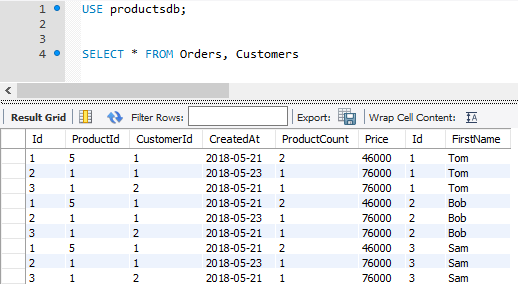 1 USE productsdb;
2
3
4 SELECT * FROM Orders, Customers
Result Grid Filter Rows: Export: Wrap Cell Content: IA
Id ProductId CustomerId CreatedAt ProductCount Price Id FirstName
1 5 1 2018-05-21 2 46000 1 Tom
2 1 1 2018-05-23 1 76000 1 Tom
3 1 2 2018-05-21 1 76000 1 Tom
1 5 1 2018-05-21 2 46000 2 Bob
2 1 1 2018-05-23 1 76000 2 Bob
3 1 2 2018-05-21 1 76000 2 Bob
1 5 1 2018-05-21 2 46000 3 Sam
2 1 1 2018-05-23 1 76000 3 Sam
3 1 2 2018-05-21 1 76000 3 Sam